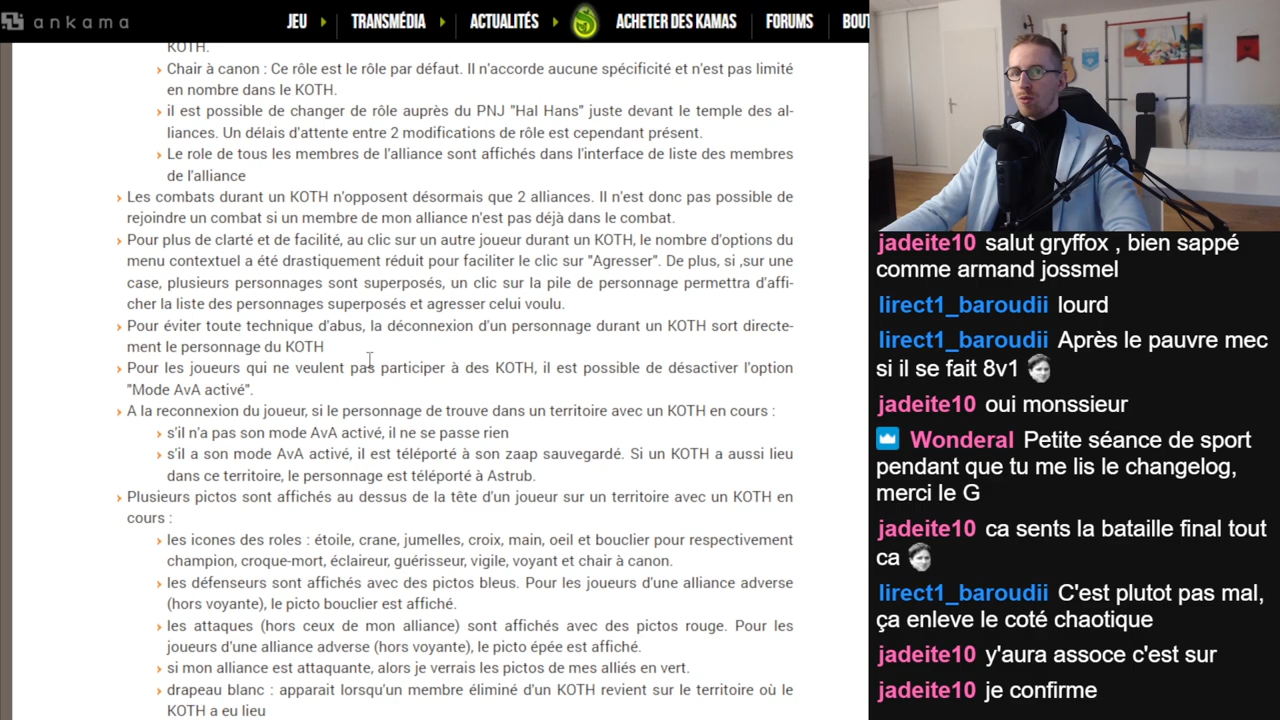 ankama
JEU
TRANSMÉDIA
ACTUALITÉS
ACHETER DES KAMAS
FORUMS
BOUT
KOTH.
Chair à canon : Ce rôle est le rôle par défaut. Il n'accorde aucune spécificité et n'est pas limité
en nombre dans le KOTH.
il est possible de changer de rôle auprès du PNJ "Hal Hans" juste devant le temple des al-
liances. Un délais d'attente entre 2 modifications de rôle est cependant présent.
Le role de tous les membres de l'alliance sont affichés dans l'interface de liste des membres
de l'alliance
Les combats durant un KOTH n'opposent désormais que 2 alliances. Il n'est donc pas possible de
rejoindre un combat si un membre de mon alliance n'est pas déjà dans le combat.
Pour plus de clarté et de facilité, au clic sur un autre joueur durant un KOTH, le nombre d'options du
menu contextuel a été drastiquement réduit pour faciliter le clic sur "Agresser". De plus, si ,sur une
case, plusieurs personnages sont superposés, un clic sur la pile de personnage permettra d'affi-
cher la liste des personnages superposés et agresser celui voulu.
Pour éviter toute technique d'abus, la déconnexion d'un personnage durant un KOTH sort directe-
ment le personnage du KOTH
Pour les joueurs qui ne veulent pas participer à des KOTH, il est possible de désactiver l'option
"Mode AvA activé".
A la reconnexion du joueur, si le personnage de trouve dans un territoire avec un KOTH en cours :
s'il n'a pas son mode AvA activé, il ne se passe rien
s'il a son mode AvA activé, il est téléporté à son zaap sauvegardé. Si un KOTH a aussi lieu
dans ce territoire, le personnage est téléporté à Astrub.
Plusieurs pictos sont affichés au dessus de la tête d'un joueur sur un territoire avec un KOTH en
cours :
les icones des roles : étoile, crane, jumelles, croix, main, oeil et bouclier pour respectivement
champion, croque-mort, éclaireur, guérisseur, vigile, voyant et chair à canon.
les défenseurs sont affichés avec des pictos bleus. Pour les joueurs d'une alliance adverse
(hors voyante), le picto bouclier est affiché.
les attaques (hors ceux de mon alliance) sont affichés avec des pictos rouge. Pour les
joueurs d'une alliance adverse (hors voyante), le picto épée est affiché.
si mon alliance est attaquante, alors je verrais les pictos de mes alliés en vert.
drapeau blanc : apparait lorsqu'un membre éliminé d'un KOTH revient sur le territoire où le
KOTH a eu lieu
jadeite10 salut gryffox , bien sappé
comme armand jossmel
lirect1_baroudii lourd
lirect1_baroudii Après le pauvre mec
si il se fait 8v1
jadeite10 oui monssieur
Wonderal Petite séance de sport
pendant que tu me lis le changelog,
merci le G
jadeite10 ca sents la bataille final tout
ca
lirect1_baroudii C'est plutot pas mal,
ça enleve le coté chaotique
jadeite10 y'aura assoce c'est sur
jadeite10 je confirme